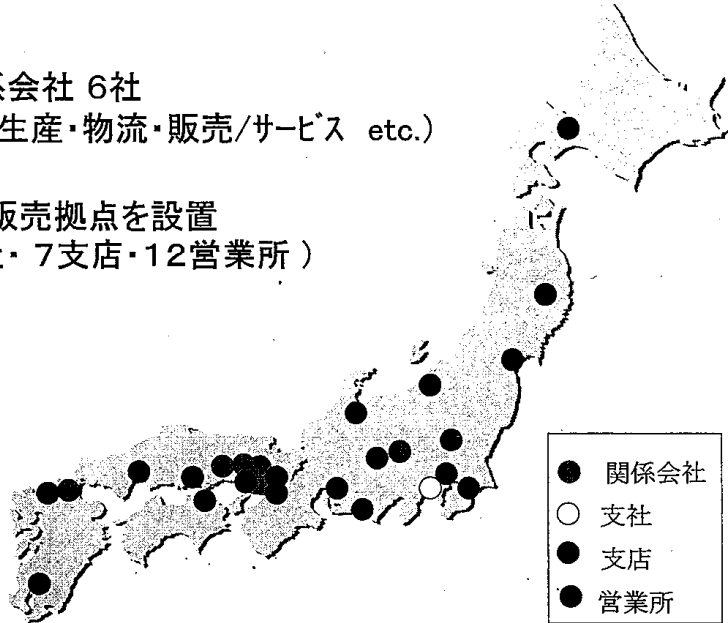 係会社 6社
生産・物流・販売/サービス etc.)
販売拠点を設置
・ 7支店・12営業所 )
関係会社
支社
支店
営業所